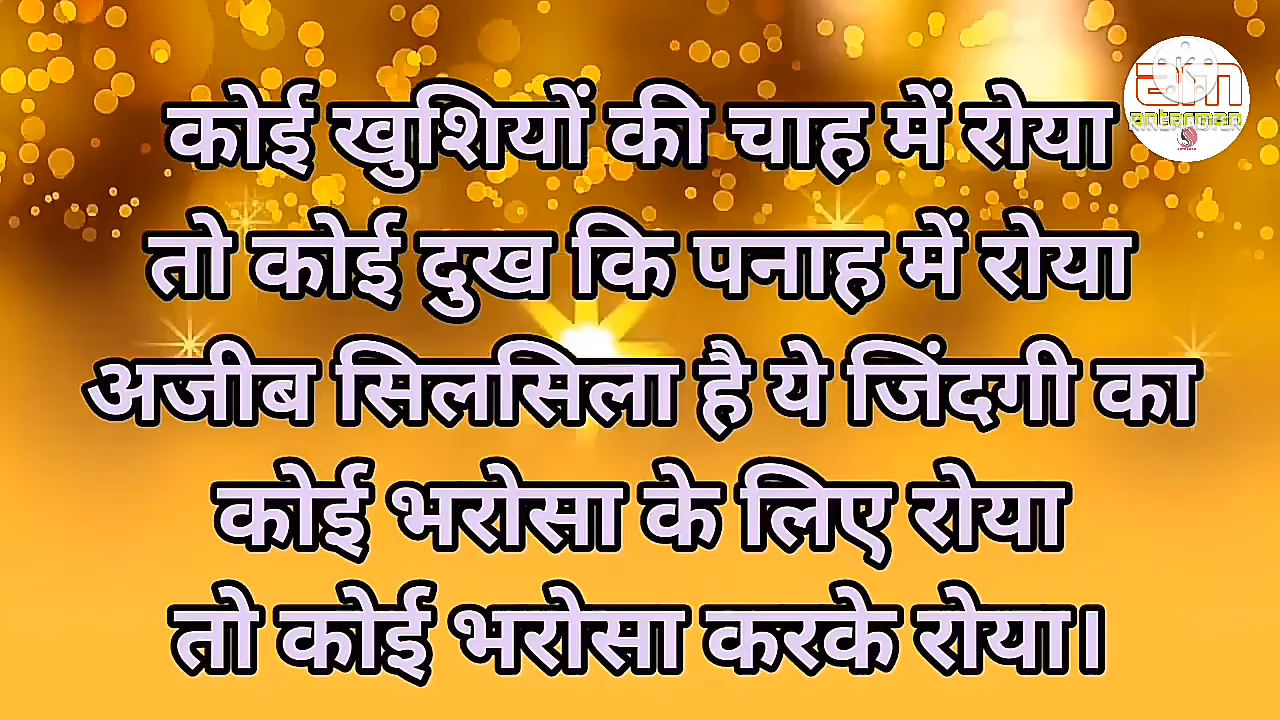 कोई खुशियों की चाह में रोया
तो कोई दुख कि पनाह में रोया
अजीब सिलसिला है ये जिंदगी का
कोई भरोसा के लिए रोया
तो कोई भरोसा करके रोया।